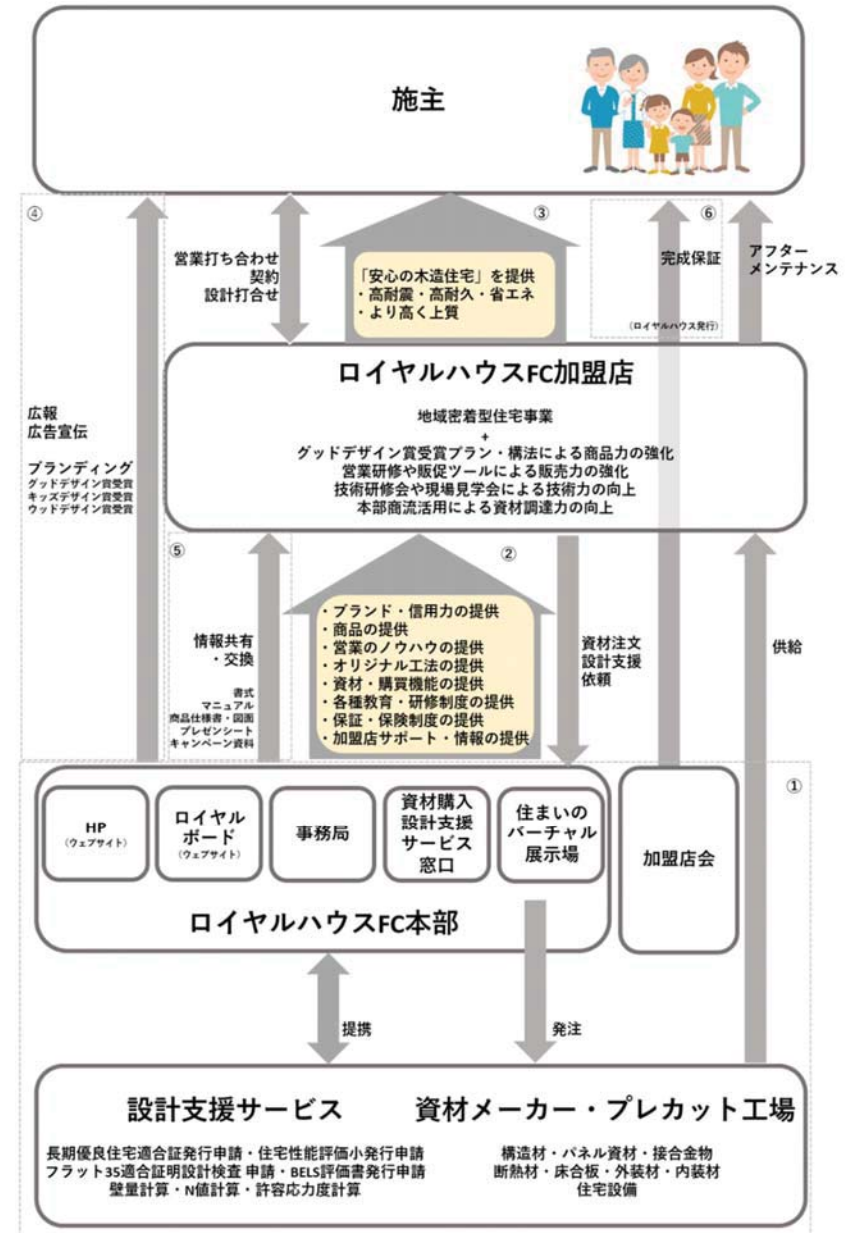 施主
④
営業打ち合わせ
契約
設計打合せ
③
「安心の木造住宅」を提供
・高耐震・高耐久・省エネ
・より高く上質
⑥
完成保証
（ロイヤルハウス発行）
アフター
メンテナンス
広報
広告宣伝
ブランディング
グッドデザイン賞受賞
キッズデザイン賞受賞
ウッドデザイン賞受賞
ロイヤルハウスFC加盟店
地域密着型住宅事業
+
グッドデザイン賞受賞プラン・構法による商品力の強化
営業研修や販促ツールによる販売力の強化
技術研修会や現場見学会による技術力の向上
本部商流活用による資材調達力の向上
⑤
情報共有
・交換
書式
マニュアル
商品仕様書・図面
プレゼンシート
キャンペーン資料
②
・ブランド・信用力の提供
・商品の提供
・営業のノウハウの提供
・オリジナル工法の提供
・資材・購買機能の提供
・各種教育・研修制度の提供
・保証・保険制度の提供
・加盟店サポート・情報の提供
資材注文
設計支援
依頼
供給
①
HP
（ウェブサイト）
ロイヤル
ボード
（ウェブサイト）
事務局
資材購入
設計支援
サービス
窓口
住まいの
バーチャル
展示場
ロイヤルハウスFC本部
加盟店会
提携
発注
設計支援サービス
長期優良住宅適合証発行申請・住宅性能評価小発行申請
フラット35適合証明設計検査 申請・BELS評価書発行申請
壁量計算・N値計算・許容応力度計算
資材メーカー・プレカット工場
構造材・パネル資材・接合金物
断熱材・床合板・外装材・内装材
住宅設備